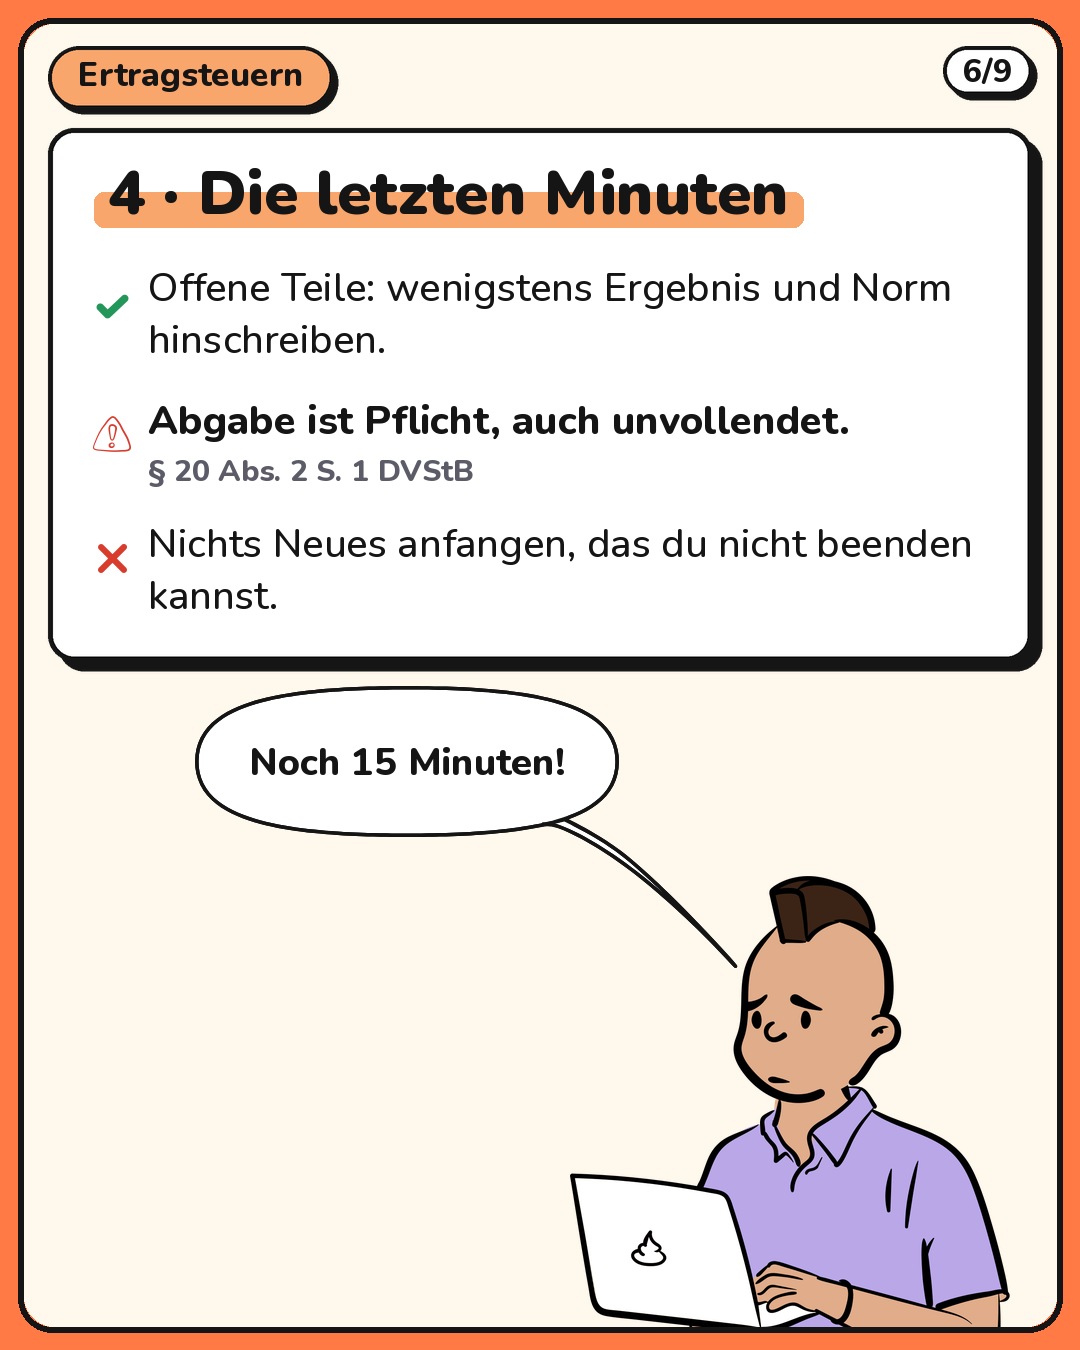 Ertragsteuern
6/9
4 · Die letzten Minuten
Offene Teile: wenigstens Ergebnis und Norm
hinschreiben.
Abgabe ist Pflicht, auch unvollendet.
§ 20 Abs. 2 S. 1 DVStB
Nichts Neues anfangen, das du nicht beenden
kannst.
Noch 15 Minuten!